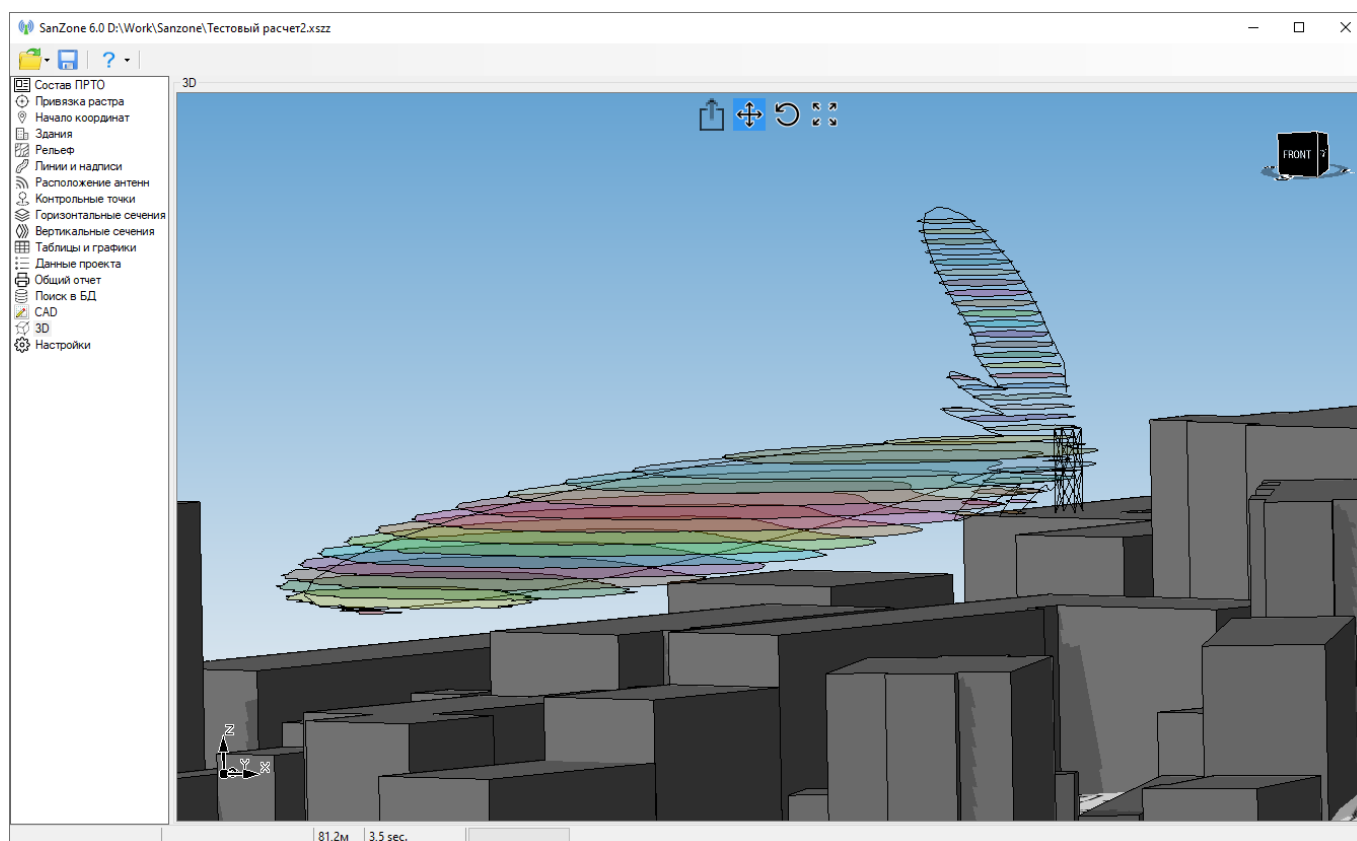 SanZone 6.0 D:\Work\Sanzone\Тестовый расчет2.xszz
?
Состав ПРТО
Привязка растра
Начало координат
Здания
Рельеф
Линии и надписи
Расположение антенн
Контрольные точки
Горизонтальные сечения
Вертикальные сечения
Таблицы и графики
Данные проекта
Общий отчет
Поиск в БД
CAD
3D
Настройки
3D
FRONT
Z
Y X
81.2м 3.5 sec.